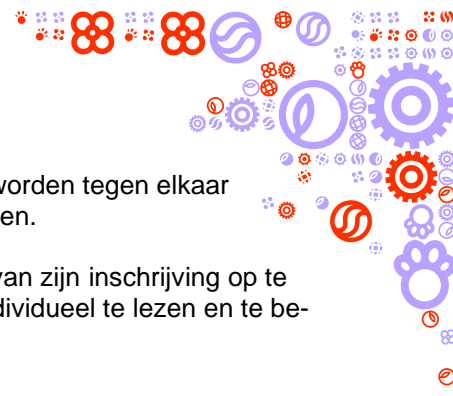 worden tegen elkaar
en.
van zijn inschrijving op te
dividueel te lezen en te be-